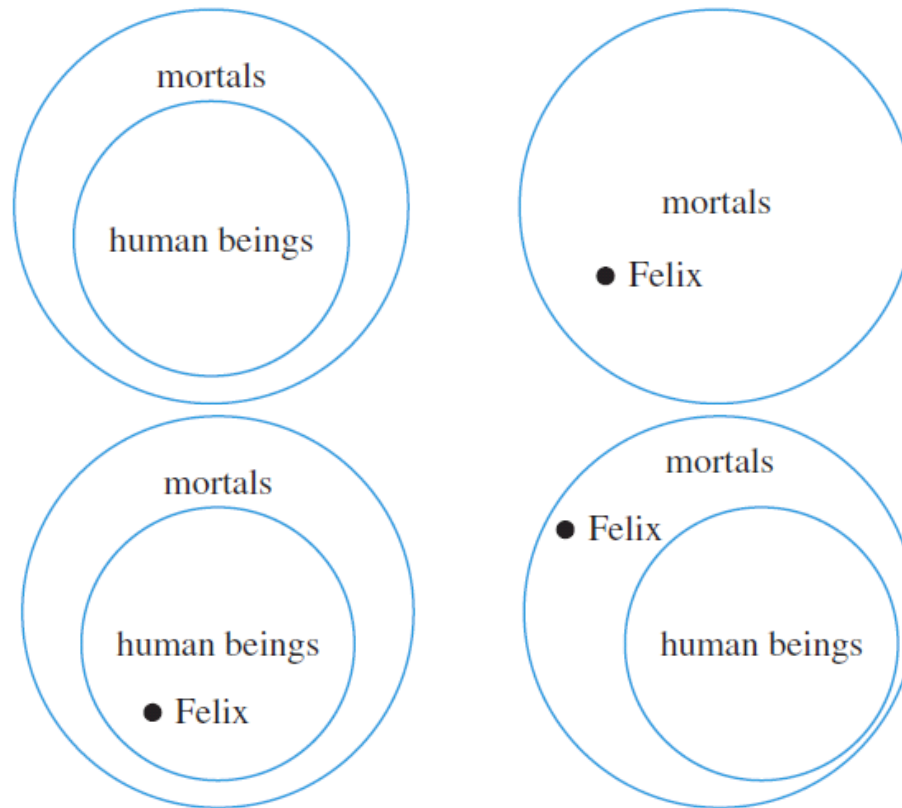 mortals
human beings
mortals
Felix
mortals
human beings
Felix
mortals
Felix
human beings